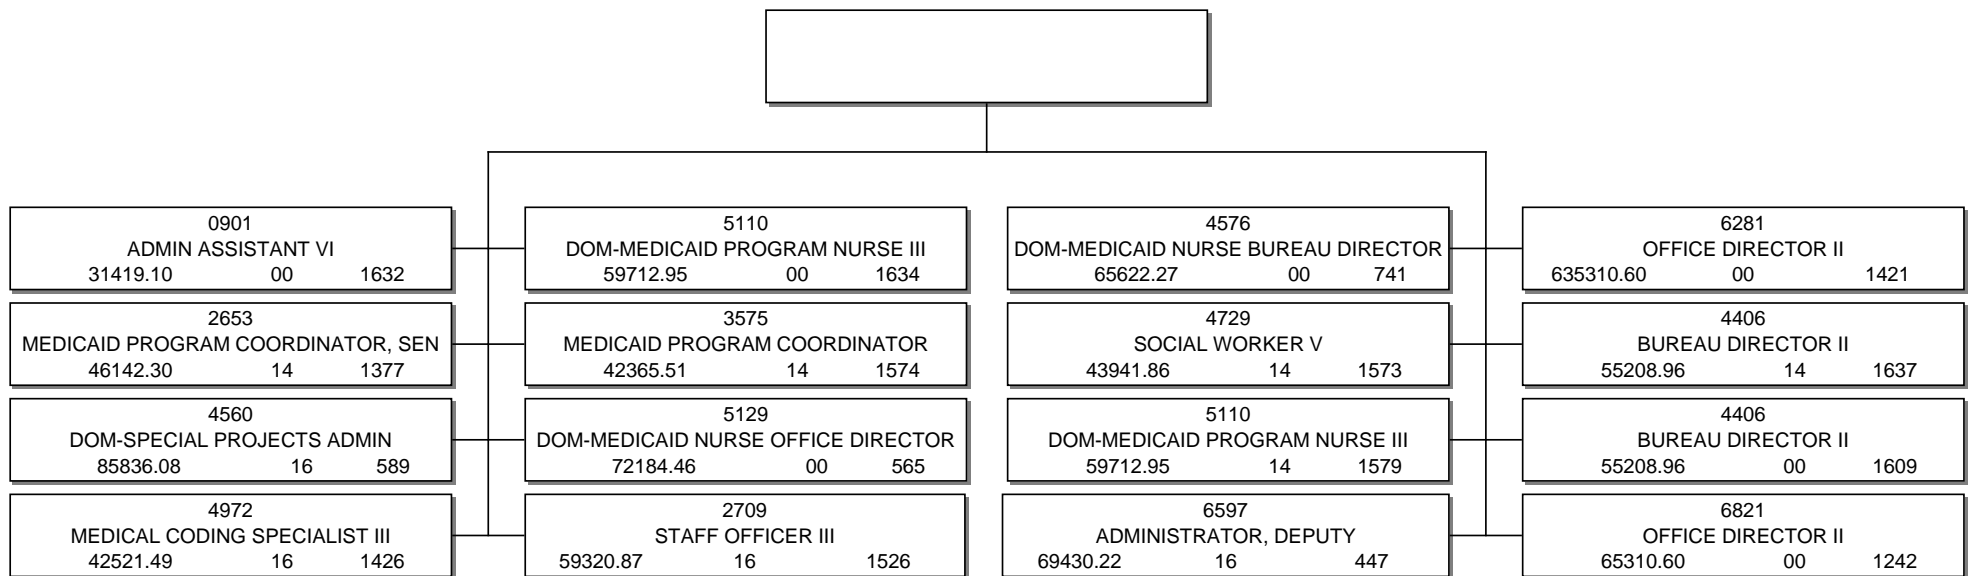 0901
ADMIN ASSISTANT VI
31419.10 00 1632
5110
DOM-MEDICAID PROGRAM NURSE III
59712.95 00 1634
4576
DOM-MEDICAID NURSE BUREAU DIRECTOR
65622.27 00 741
6281
OFFICE DIRECTOR II
635310.60 00 1421
2653
MEDICAID PROGRAM COORDINATOR, SEN
46142.30 14 1377
3575
MEDICAID PROGRAM COORDINATOR
42365.51 14 1574
4729
SOCIAL WORKER V
43941.86 14 1573
4406
BUREAU DIRECTOR II
55208.96 14 1637
4560
DOM-SPECIAL PROJECTS ADMIN
85836.08 16 589
5129
DOM-MEDICAID NURSE OFFICE DIRECTOR
72184.46 00 565
5110
DOM-MEDICAID PROGRAM NURSE III
59712.95 14 1579
4406
BUREAU DIRECTOR II
55208.96 00 1609
4972
MEDICAL CODING SPECIALIST III
42521.49 16 1426
2709
STAFF OFFICER III
59320.87 16 1526
6597
ADMINISTRATOR, DEPUTY
69430.22 16 447
6821
OFFICE DIRECTOR II
65310.60 00 1242